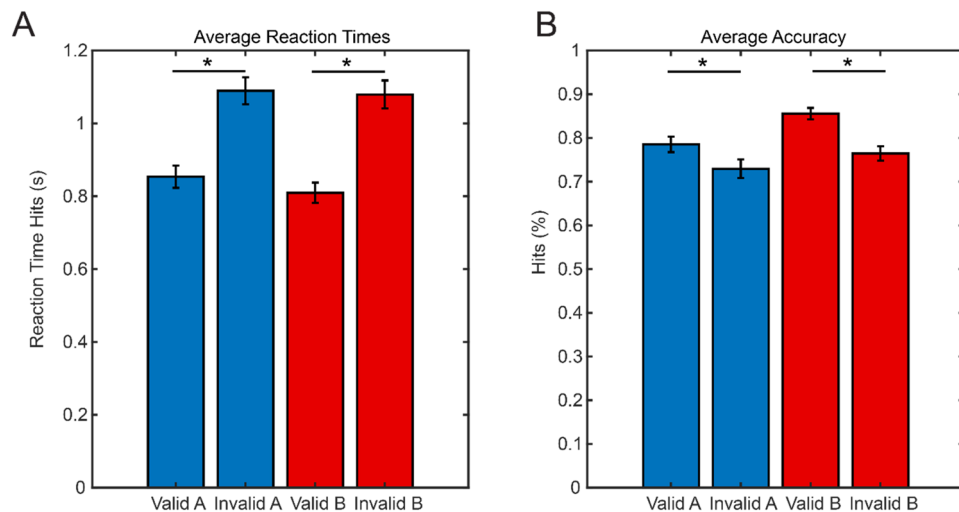 A
Average Reaction Times
1.2
1
0.8
0.6
0.4
0.2
0
Reaction Time Hits (s)
*
*
Valid A Invalid A Valid B Invalid B
B
Average Accuracy
1
0.9
0.8
0.7
0.6
0.5
0.4
0.3
0.2
0.1
0
Hits (%)
*
*
Valid A Invalid A Valid B Invalid B